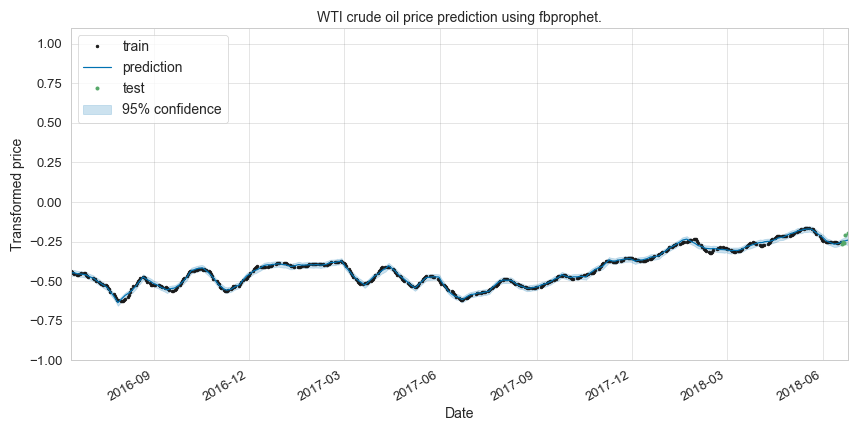 WTI crude oil price prediction using fbprophet.
train
prediction
test
95% confidence
1.00
0.75
0.50
0.25
0.00
−0.25
−0.50
−0.75
−1.00
Transformed price
2016-09
2016-12
2017-03
2017-06
2017-09
2017-12
2018-03
2018-06
Date